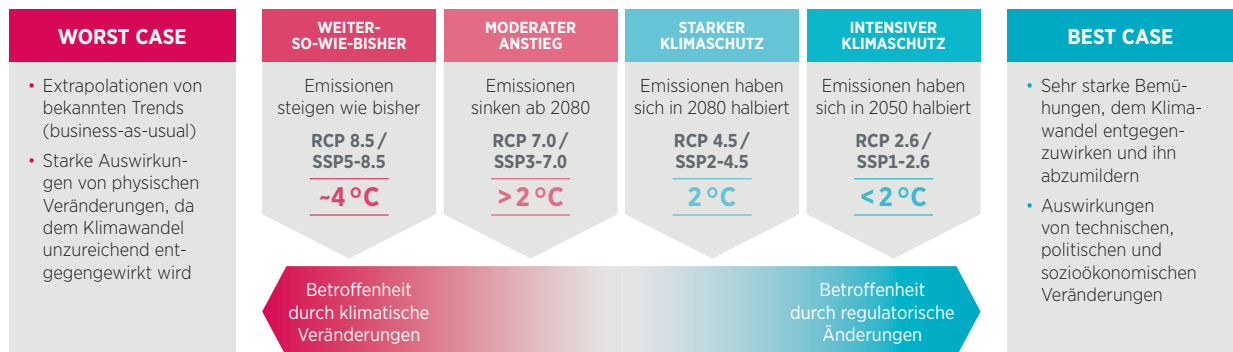 WORST CASE
• Extrapolationen von
bekannten Trends
(business-as-usual)
• Starke Auswirkun-
gen von physischen
Veränderungen, da
dem Klimawandel
unzureichend ent-
gegengewirkt wird
WEITER-
SO-WIE-BISHER
Emissionen
steigen wie bisher
RCP 8.5 /
SSP5-8.5
~4 °C
MODERATER
ANSTIEG
Emissionen
sinken ab 2080
RCP 7.0 /
SSP3-7.0
> 2 °C
STARKER
KLIMASCHUTZ
Emissionen haben
sich in 2080 halbiert
RCP 4.5 /
SSP2-4.5
2 °C
INTENSIVER
KLIMASCHUTZ
Emissionen haben
sich in 2050 halbiert
RCP 2.6 /
SSP1-2.6
< 2 °C
Betroffenheit
durch klimatische
Veränderungen
Betroffenheit
durch regulatorische
Änderungen
BEST CASE
• Sehr starke Bemü-
hungen, dem Klima-
wandel entgegen-
zuwirken und ihn
abzumildern
• Auswirkungen
von technischen,
politischen und
sozioökonomischen
Veränderungen